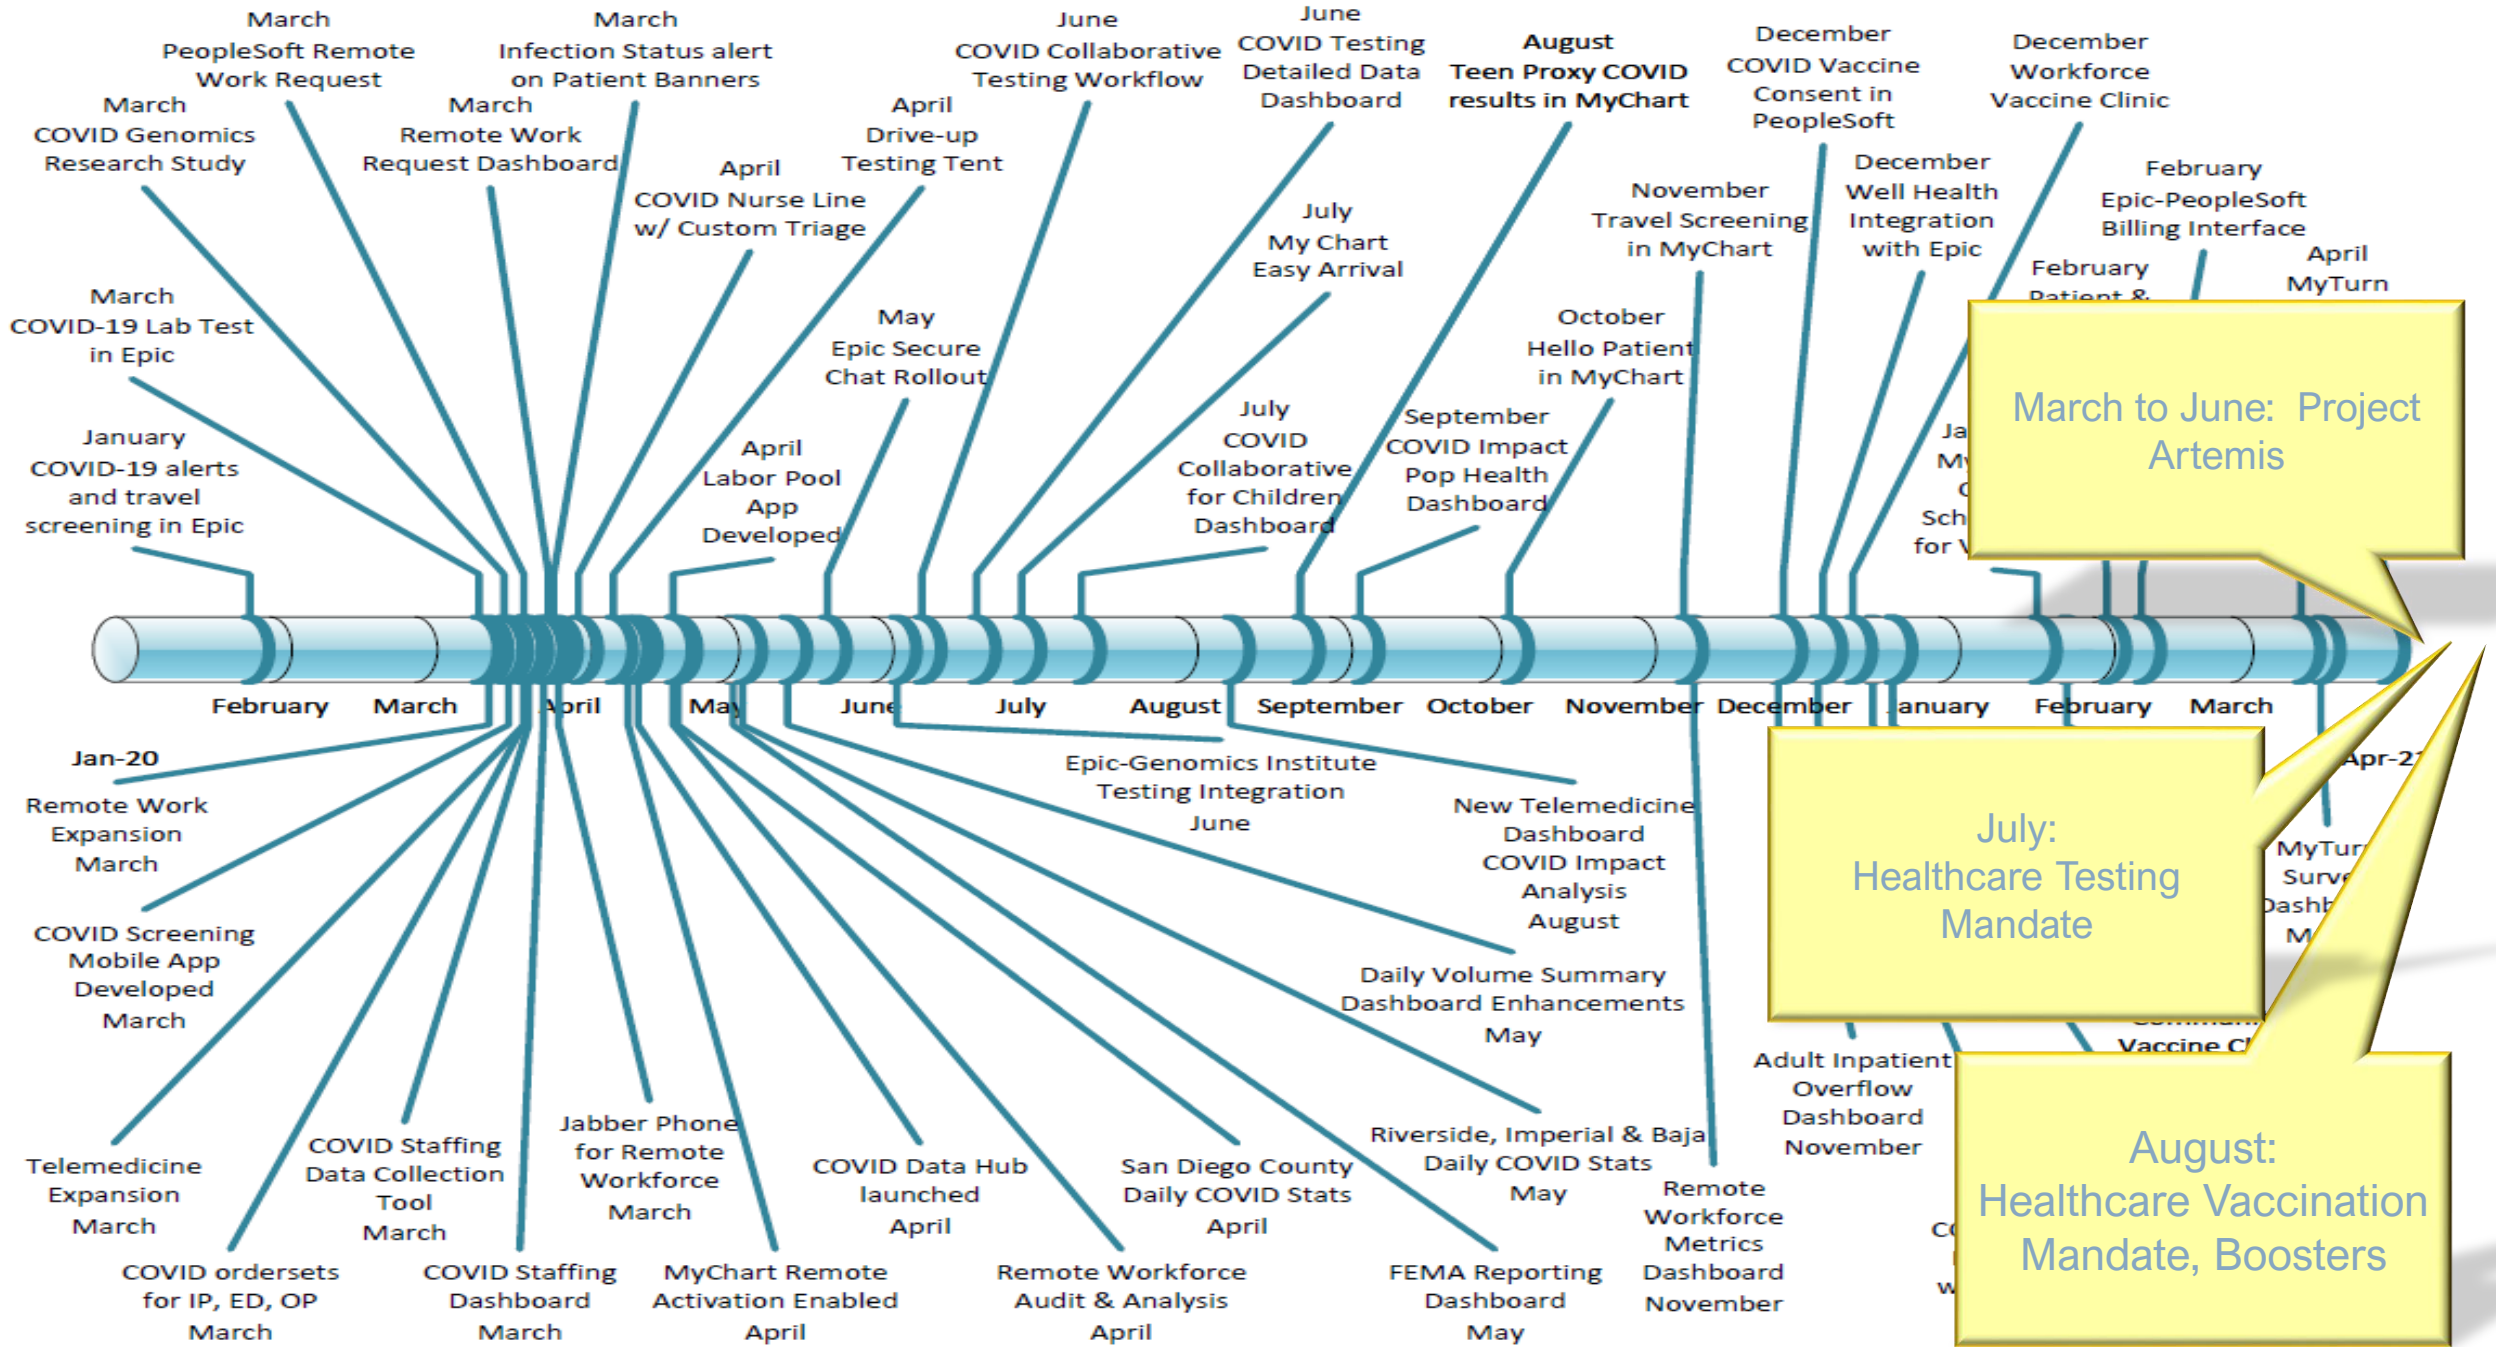 March
PeopleSoft Remote
Work Request
March
Infection Status alert
on Patient Banners
June
COVID Collaborative
Testing Workflow
June
COVID Testing
Detailed Data
Dashboard
August
Teen Proxy COVID
results in MyChart
December
COVID Vaccine
Consent in
PeopleSoft
December
Workforce
Vaccine Clinic
March
COVID Genomics
Research Study
March
Remote Work
Request Dashboard
April
COVID Nurse Line
w/ Custom Triage
April
Drive-up
Testing Tent
July
My Chart
Easy Arrival
November
Travel Screening
in MyChart
December
Well Health
Integration
with Epic
February
Epic-PeopleSoft
Billing Interface
February
Patient &
April
MyTurn
March
COVID-19 Lab Test
in Epic
May
Epic Secure
Chat Rollout
October
Hello Patient
in MyChart
January
COVID-19 alerts
and travel
screening in Epic
April
Labor Pool
App
Developed
July
COVID
Collaborative
for Children
Dashboard
September
COVID Impact
Pop Health
Dashboard
for
March to June: Project
Artemis
February March April May June July August September October November December January February March
Jan-20
Apr-21
Remote Work
Expansion
March
COVID Screening
Mobile App
Developed
March
Epic-Genomics Institute
Testing Integration
June
New Telemedicine
Dashboard
COVID Impact
Analysis
August
Daily Volume Summary
Dashboard Enhancements
May
July:
Healthcare Testing
Mandate
MyTurn
Vaccine
Adult Inpatient
Overflow
Dashboard
November
Telemedicine
Expansion
March
COVID Staffing
Data Collection
Tool
March
Jabber Phone
for Remote
Workforce
March
COVID Data Hub
launched
April
San Diego County
Daily COVID Stats
April
Riverside, Imperial & Baja
Daily COVID Stats
May
Remote
Workforce
Metrics
Dashboard
November
COVID ordersets
for IP, ED, OP
March
COVID Staffing
Dashboard
March
MyChart Remote
Activation Enabled
April
Remote Workforce
Audit & Analysis
April
FEMA Reporting
Dashboard
May
August:
Healthcare Vaccination
Mandate, Boosters